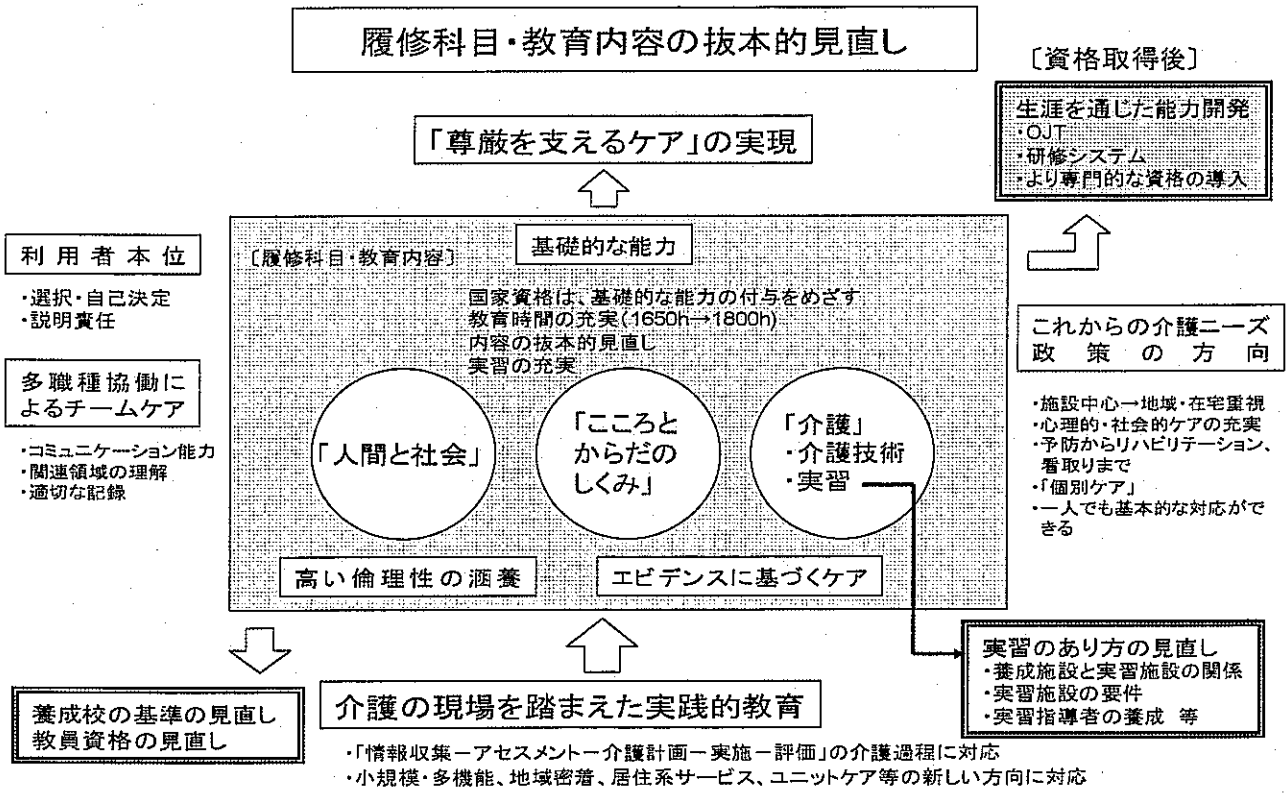 履修科目・教育内容の抜本的見直し
〔資格取得後〕
生涯を通じた能力開発
・OJT
・研修システム
・より専門的な資格の導入
「尊厳を支えるケア」の実現
利用者本位
・選択・自己決定
・説明責任
多職種協働に
よるチームケア
・コミュニケーション能力
・関連領域の理解
・適切な記録
基礎的な能力
〔履修科目・教育内容〕
国家資格は、基礎的な能力の付与をめざす
教育時間の充実(1650h→1800h)
内容の抜本的見直し
実習の充実
「人間と社会」
「こころと
からだの
しくみ」
「介護」
・介護技術
・実習
高い倫理性の涵養
エビデンスに基づくケア
これからの介護ニーズ
政策の方向
・施設中心→地域・在宅重視
・心理的・社会的ケアの充実
・予防からリハビリテーション、
看取りまで
・「個別ケア」
・一人でも基本的な対応がで
きる
養成校の基準の見直し
教員資格の見直し
介護の現場を踏まえた実践的教育
・「情報収集－アセスメント－介護計画－実施－評価」の介護過程に対応
・小規模・多機能、地域密着、居住系サービス、ユニットケア等の新しい方向に対応
実習のあり方の見直し
・養成施設と実習施設の関係
・実習施設の要件
・実習指導者の養成 等